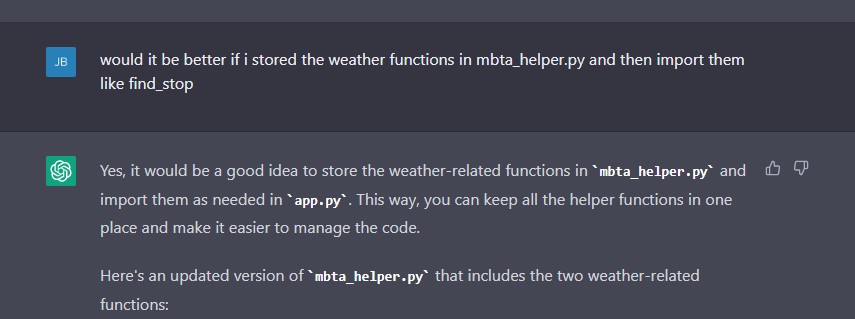 JB
would it be better if i stored the weather functions in mbta_helper.py and then import them
like find_stop
Yes, it would be a good idea to store the weather-related functions in `mbta_helper.py` and
import them as needed in `app.py`. This way, you can keep all the helper functions in one
place and make it easier to manage the code.
Here's an updated version of `mbta_helper.py` that includes the two weather-related
functions: